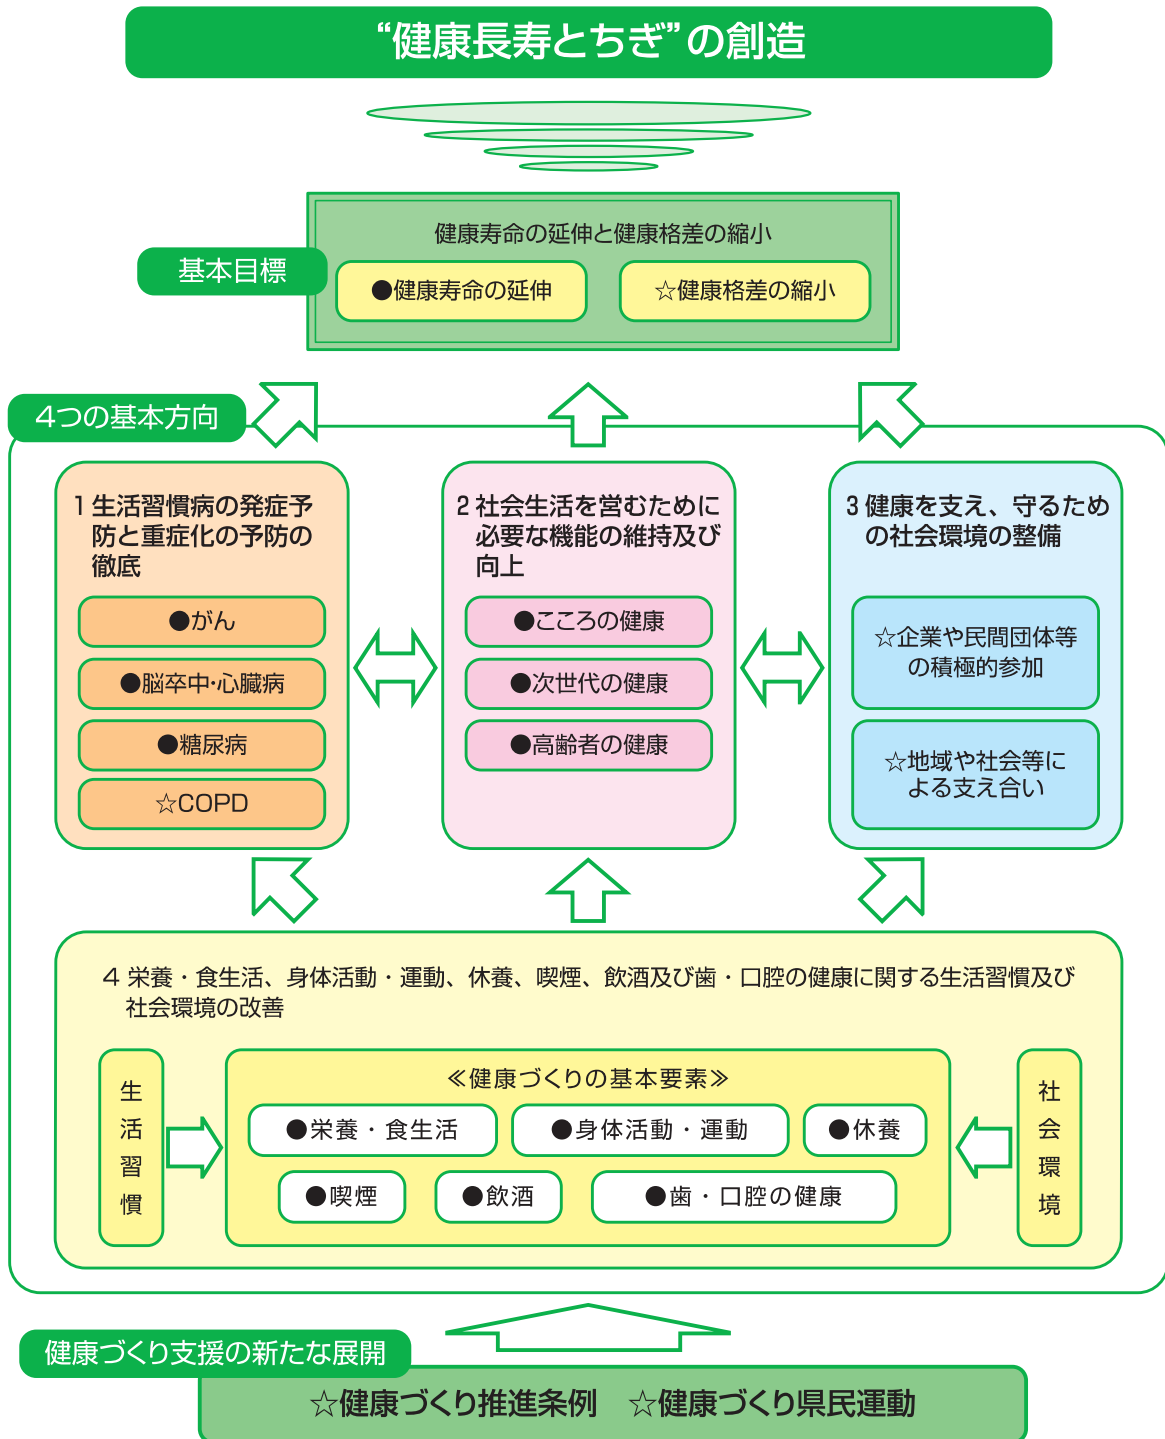 “健康長寿とちぎ”の創造
健康寿命の延伸と健康格差の縮小
基本目標
●健康寿命の延伸
☆健康格差の縮小
4つの基本方向
1 生活習慣病の発症予
防と重症化の予防の
徹底
●がん
●脳卒中・心臓病
●糖尿病
☆COPD
2 社会生活を営むために
必要な機能の維持及び
向上
●こころの健康
●次世代の健康
●高齢者の健康
3 健康を支え、守るため
の社会環境の整備
☆企業や民間団体等
の積極的参加
☆地域や社会等に
よる支え合い
4 栄養・食生活、身体活動・運動、休養、喫煙、飲酒及び歯・口腔の健康に関する生活習慣及び
社会環境の改善
生活習慣
≪健康づくりの基本要素≫
●栄養・食生活
●身体活動・運動
●休養
●喫煙
●飲酒
●歯・口腔の健康
社会環境
健康づくり支援の新たな展開
☆健康づくり推進条例 ☆健康づくり県民運動